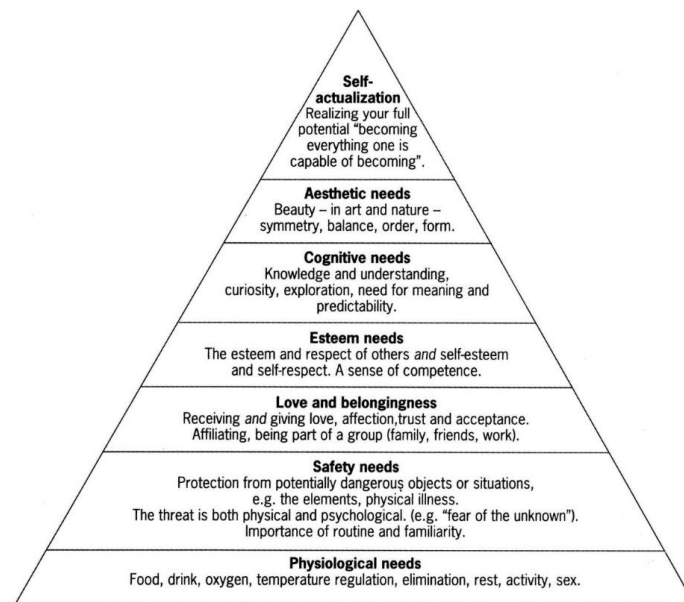 Self-
actualization
Realizing your full
potential “becoming
everything one is
capable of becoming”.
Aesthetic needs
Beauty – in art and nature –
symmetry, balance, order, form.
Cognitive needs
Knowledge and understanding,
curiosity, exploration, need for meaning and
predictability.
Esteem needs
The esteem and respect of others and self-esteem
and self-respect. A sense of competence.
Love and belongingness
Receiving and giving love, affection,trust and acceptance.
Affiliating, being part of a group (family, friends, work).
Safety needs
Protection from potentially dangerous objects or situations,
e.g. the elements, physical illness.
The threat is both physical and psychological. (e.g. “fear of the unknown”).
Importance of routine and familiarity.
Physiological needs
Food, drink, oxygen, temperature regulation, elimination, rest, activity, sex.